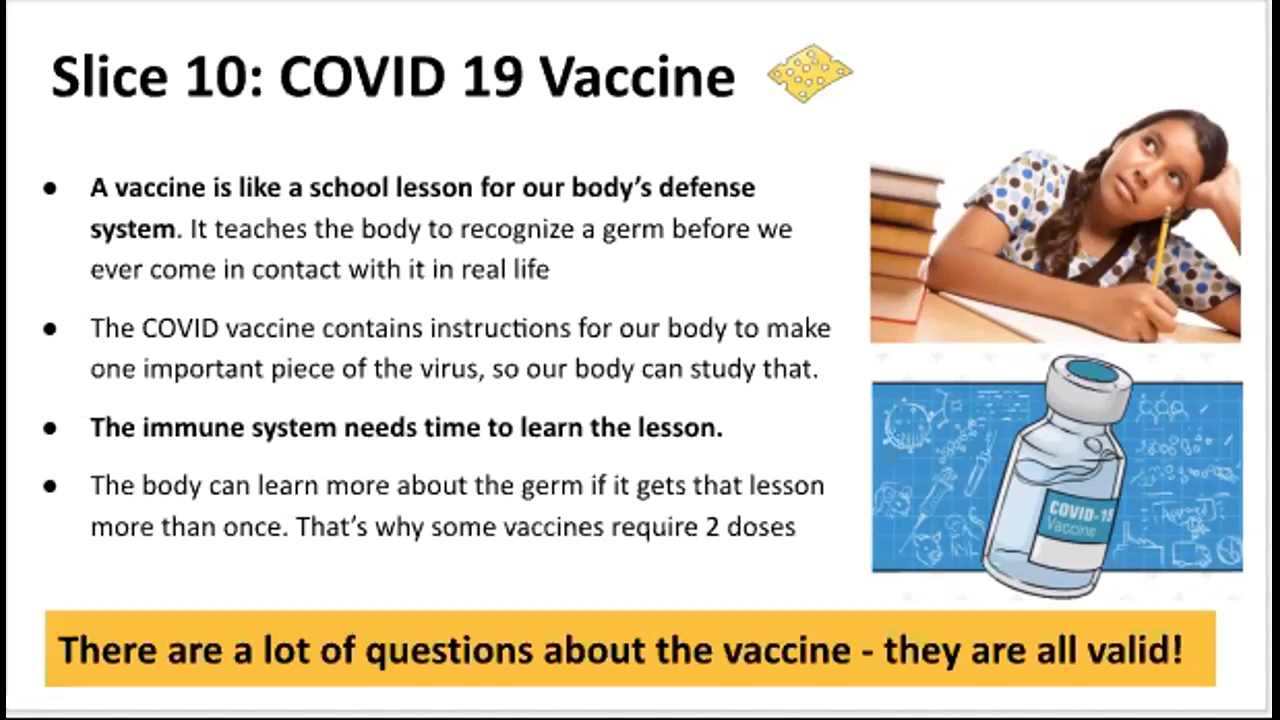 Slice 10: COVID 19 Vaccine
● A vaccine is like a school lesson for our body's defense
system. It teaches the body to recognize a germ before we
ever come in contact with it in real life
● The COVID vaccine contains instructions for our body to make
one important piece of the virus, so our body can study that.
● The immune system needs time to learn the lesson.
● The body can learn more about the germ if it gets that lesson
more than once. That's why some vaccines require 2 doses
COVID-19
Vaccine
There are a lot of questions about the vaccine - they are all valid!